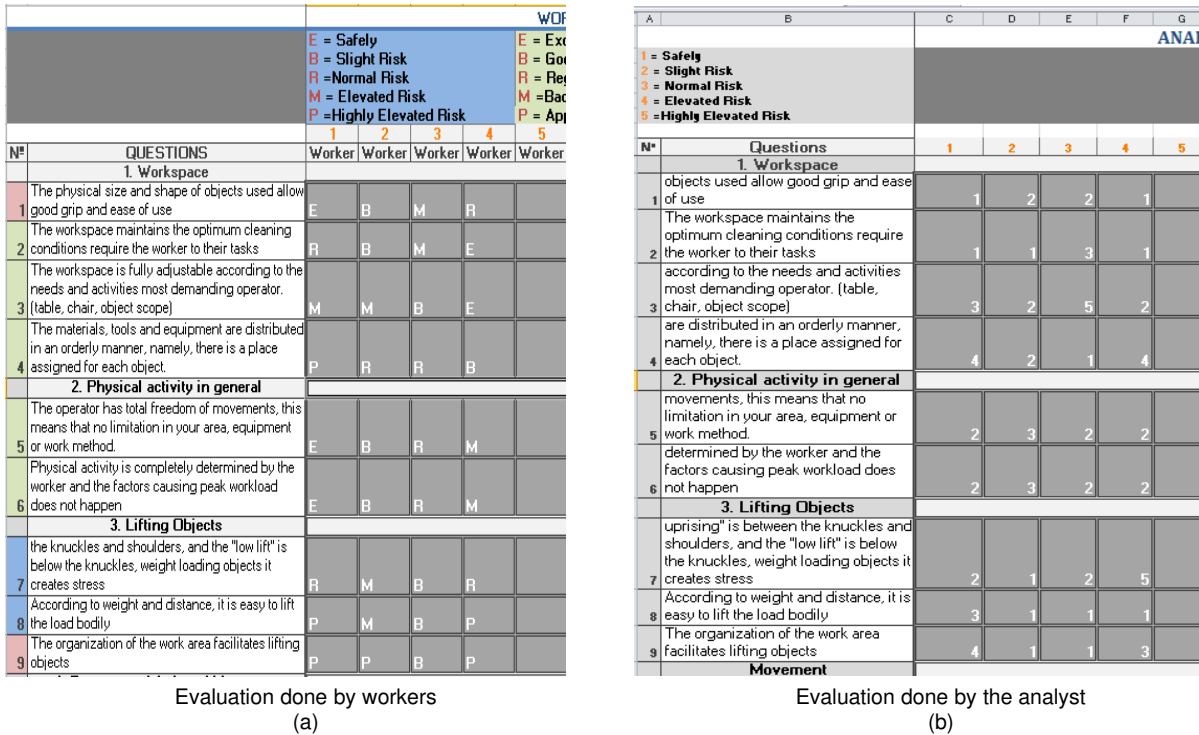 WOR
E = Safely
B = Slight Risk
R =Normal Risk
M = Elevated Risk
P =Highly Elevated Risk
E = Exc
B = Goo
R = Reg
M =Bac
P = App
1 2 3 4 5
Nº QUESTIONS Worker Worker Worker Worker Worker
1. Workspace
The physical size and shape of objects used allow
1 good grip and ease of use E B M R
The workspace maintains the optimum cleaning
2 conditions require the worker to their tasks R B M E
The workspace is fully adjustable according to the
needs and activities most demanding operator.
3 (table, chair, object scope) M M B E
The materials, tools and equipment are distributed
in an orderly manner, namely, there is a place
4 assigned for each object. P R R B
2. Physical activity in general
The operator has total freedom of movements, this
means that no limitation in your area, equipment
5 or work method. E B R M
Physical activity is completely determined by the
worker and the factors causing peak workload
6 does not happen E B R M
3. Lifting Objects
the knuckles and shoulders, and the "low lift" is
below the knuckles, weight loading objects it
7 creates stress R M B R
According to weight and distance, it is easy to lift
8 the load bodily P M B P
The organization of the work area facilitates lifting
9 objects P P B P
Evaluation done by workers
(a)
A B C D E F G
ANAI
1 = Safely
2 = Slight Risk
3 = Normal Risk
4 = Elevated Risk
5 =Highly Elevated Risk
Nº Questions 1 2 3 4 5
1. Workspace
objects used allow good grip and ease
1 of use 1 2 2 1
The workspace maintains the
optimum cleaning conditions require
2 the worker to their tasks 1 1 3 1
according to the needs and activities
most demanding operator. (table,
3 chair, object scope) 3 2 5 2
are distributed in an orderly manner,
namely, there is a place assigned for
4 each object. 4 2 1 4
2. Physical activity in general
movements, this means that no
limitation in your area, equipment or
5 work method. 2 3 2 2
determined by the worker and the
factors causing peak workload does
6 not happen 2 3 2 2
3. Lifting Objects
uprising" is between the knuckles and
shoulders, and the "low lift" is below
the knuckles, weight loading objects it
7 creates stress 2 1 2 5
According to weight and distance, it is
8 easy to lift the load bodily 3 1 1 1
The organization of the work area
9 facilitates lifting objects 4 1 1 3
Movement
Evaluation done by the analyst
(b)